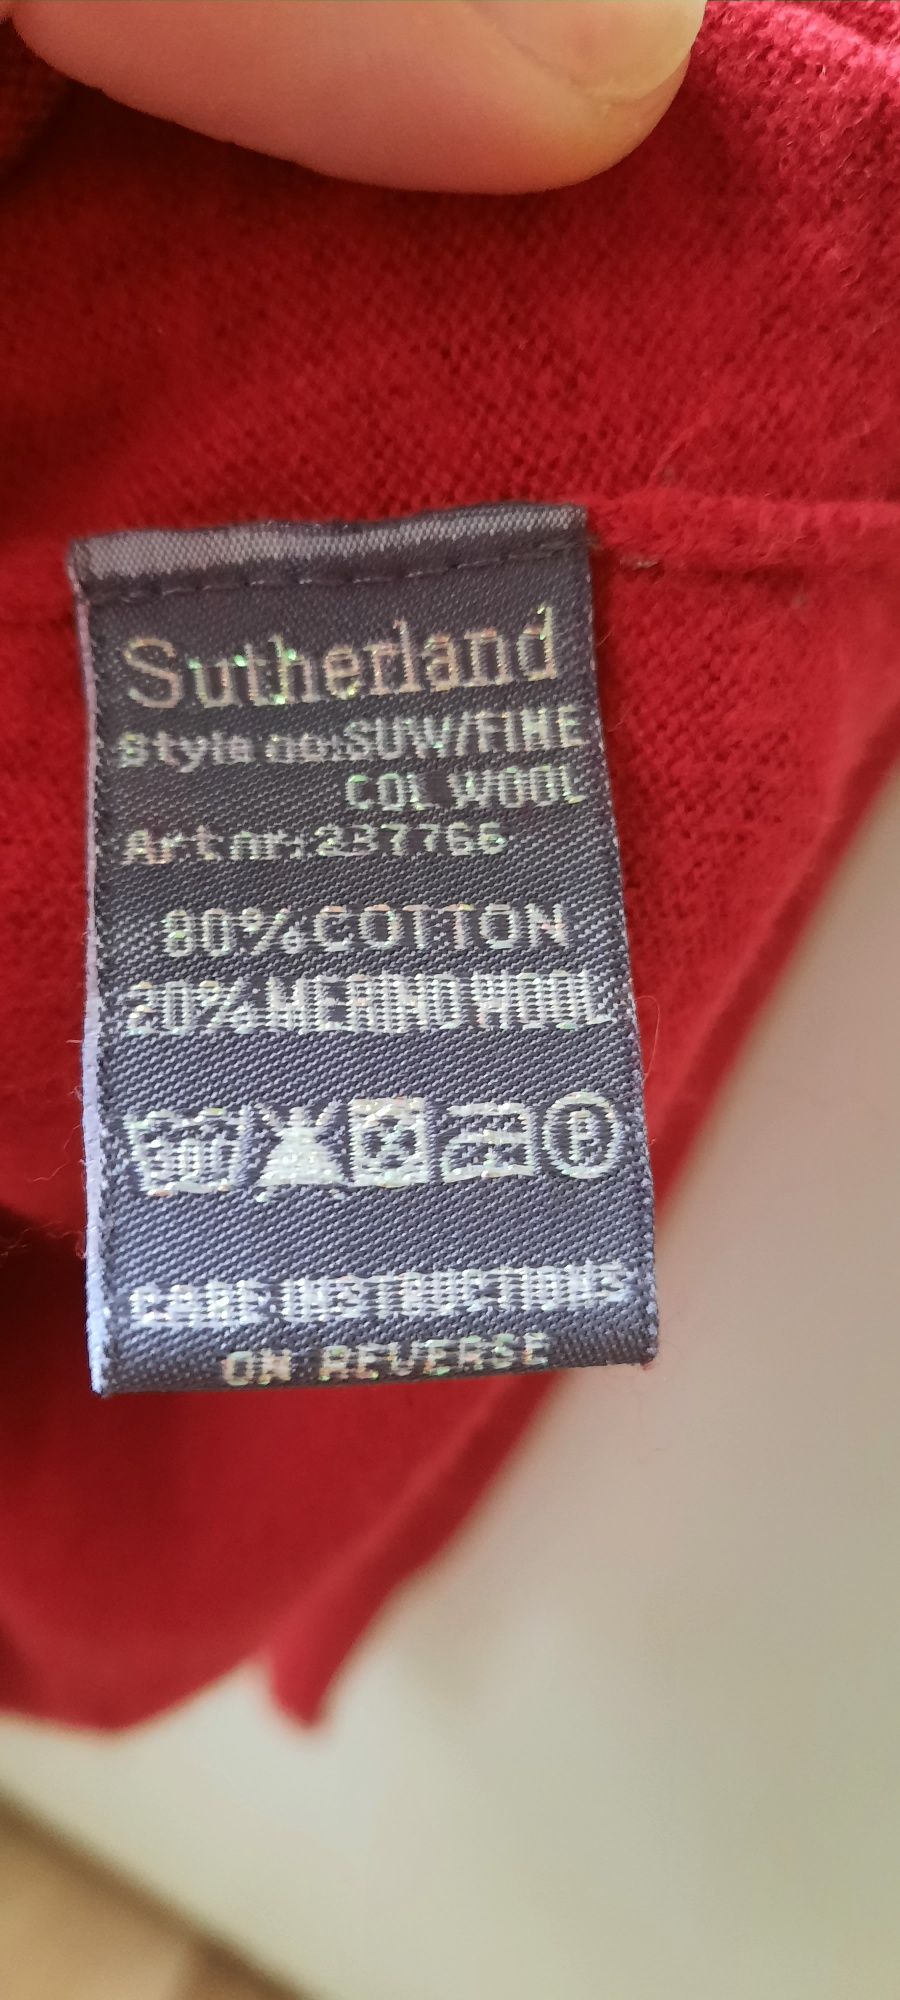 Sutherland
Style no:SUW/FINE
COL WOOL
Art nr:237766
80% COTTON
20% MERINO WOOL
P
CARE INSTRUCTIONS
ON REVERSE